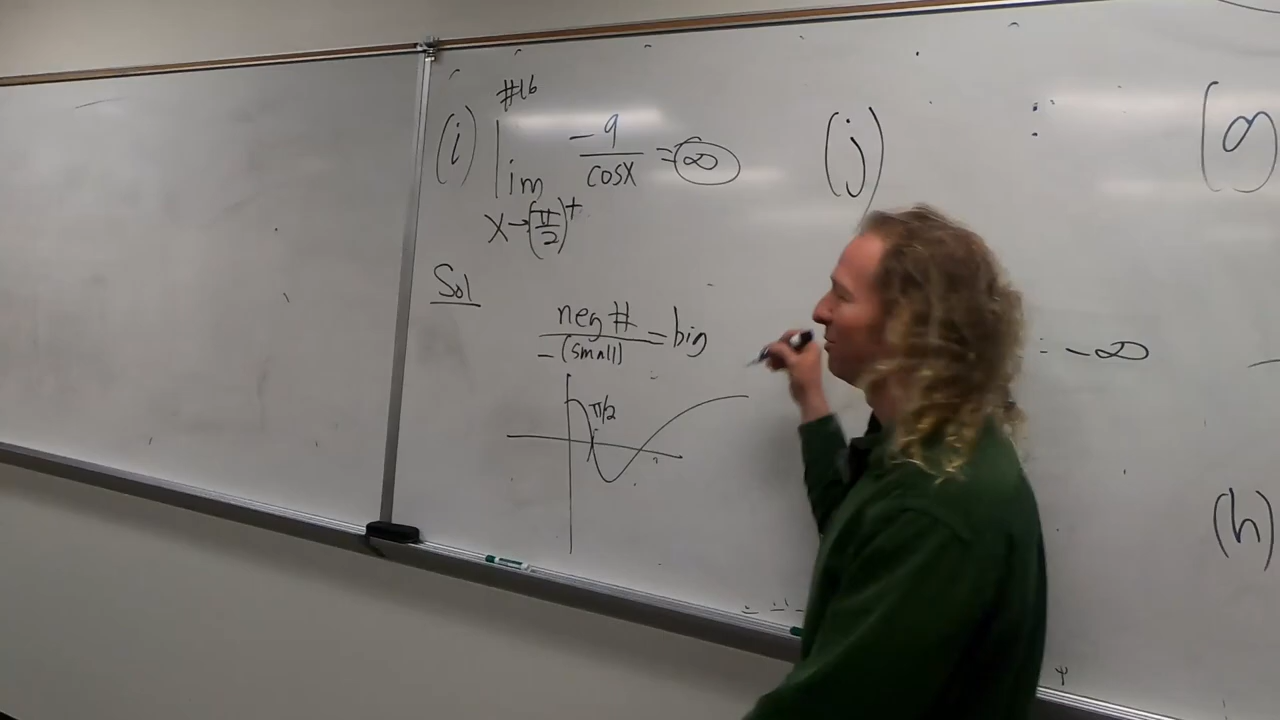 #16
(i) lim -9/cosx = ∞
x→(π/2)+
Sol
neg #/-(small) = big
π/2
(j)
(g)
= -∞
(h)